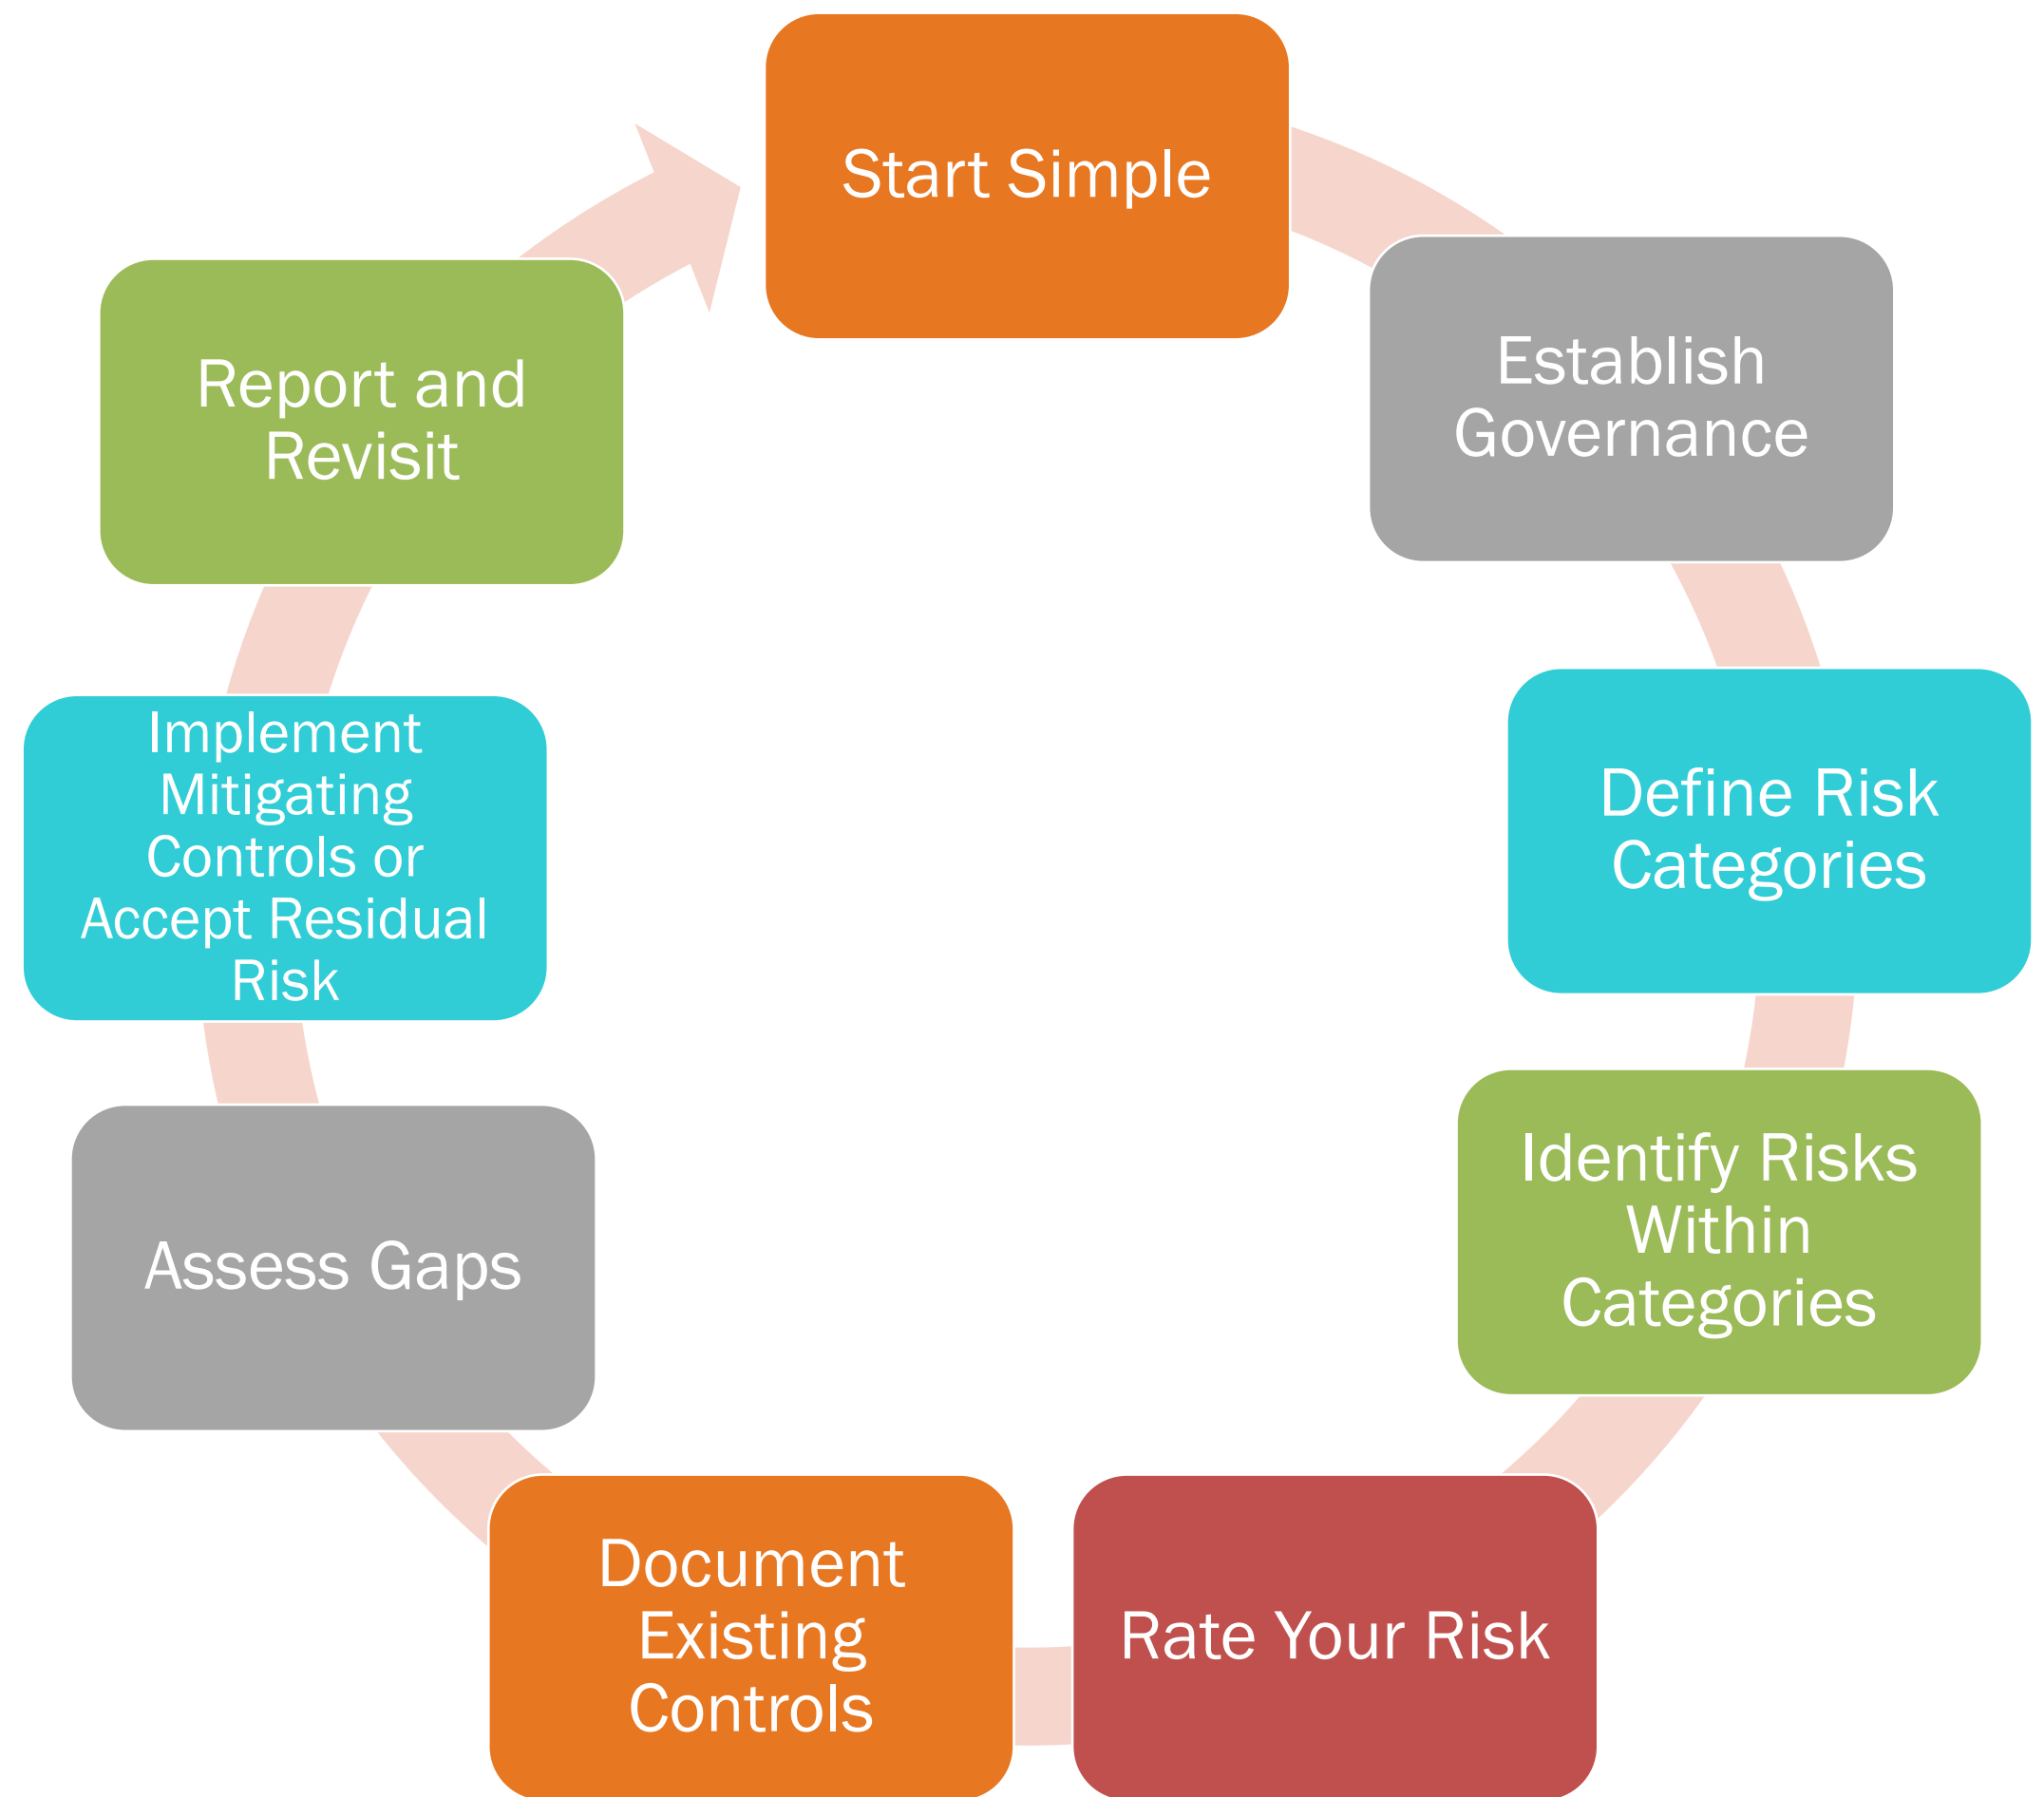 Start Simple
Establish
Governance
Define Risk
Categories
Identify Risks
Within
Categories
Rate Your Risk
Document
Existing
Controls
Assess Gaps
Implement
Mitigating
Controls or
Accept Residual
Risk
Report and
Revisit